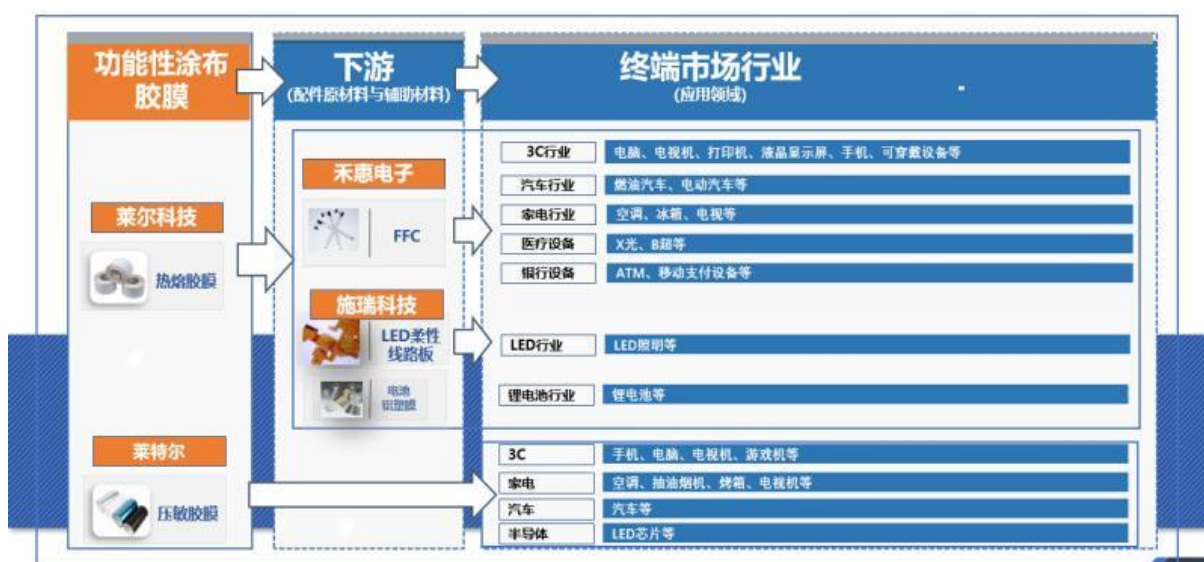 功能性涂布
胶膜
下游
(配件原材料与辅助材料)
终端市场行业
(应用领域)
莱尔科技
热熔胶膜
禾惠电子
FFC
施瑞科技
LED柔性
线路板
电池
铝塑膜
3C行业
电脑、电视机、打印机、液晶显示屏、手机、可穿戴设备等
汽车行业
燃油汽车、电动汽车等
家电行业
空调、冰箱、电视等
医疗设备
X光、B超等
银行设备
ATM、移动支付设备等
LED行业
LED照明等
锂电池行业
锂电池等
莱特尔
压敏胶膜
3C
手机、电脑、电视机、游戏机等
家电
空调、抽油烟机、烤箱、电视机等
汽车
汽车等
半导体
LED芯片等